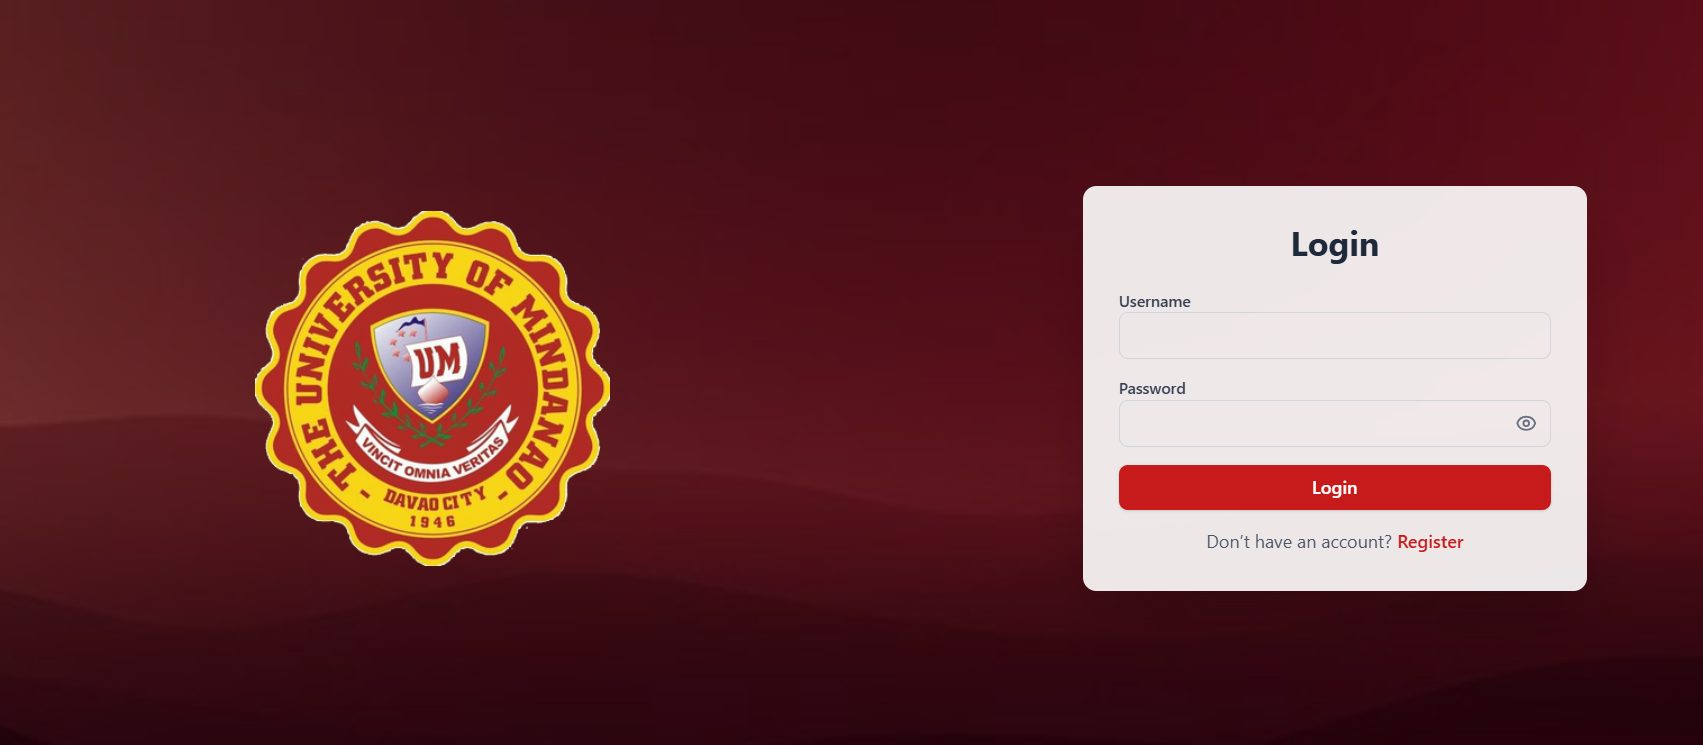 THE UNIVERSITY OF MINDANAO
UM
VINCIT OMNIA VERITAS
- DAVAO CITY -
1946
Login
Username
Password
Login
Don’t have an account? Register